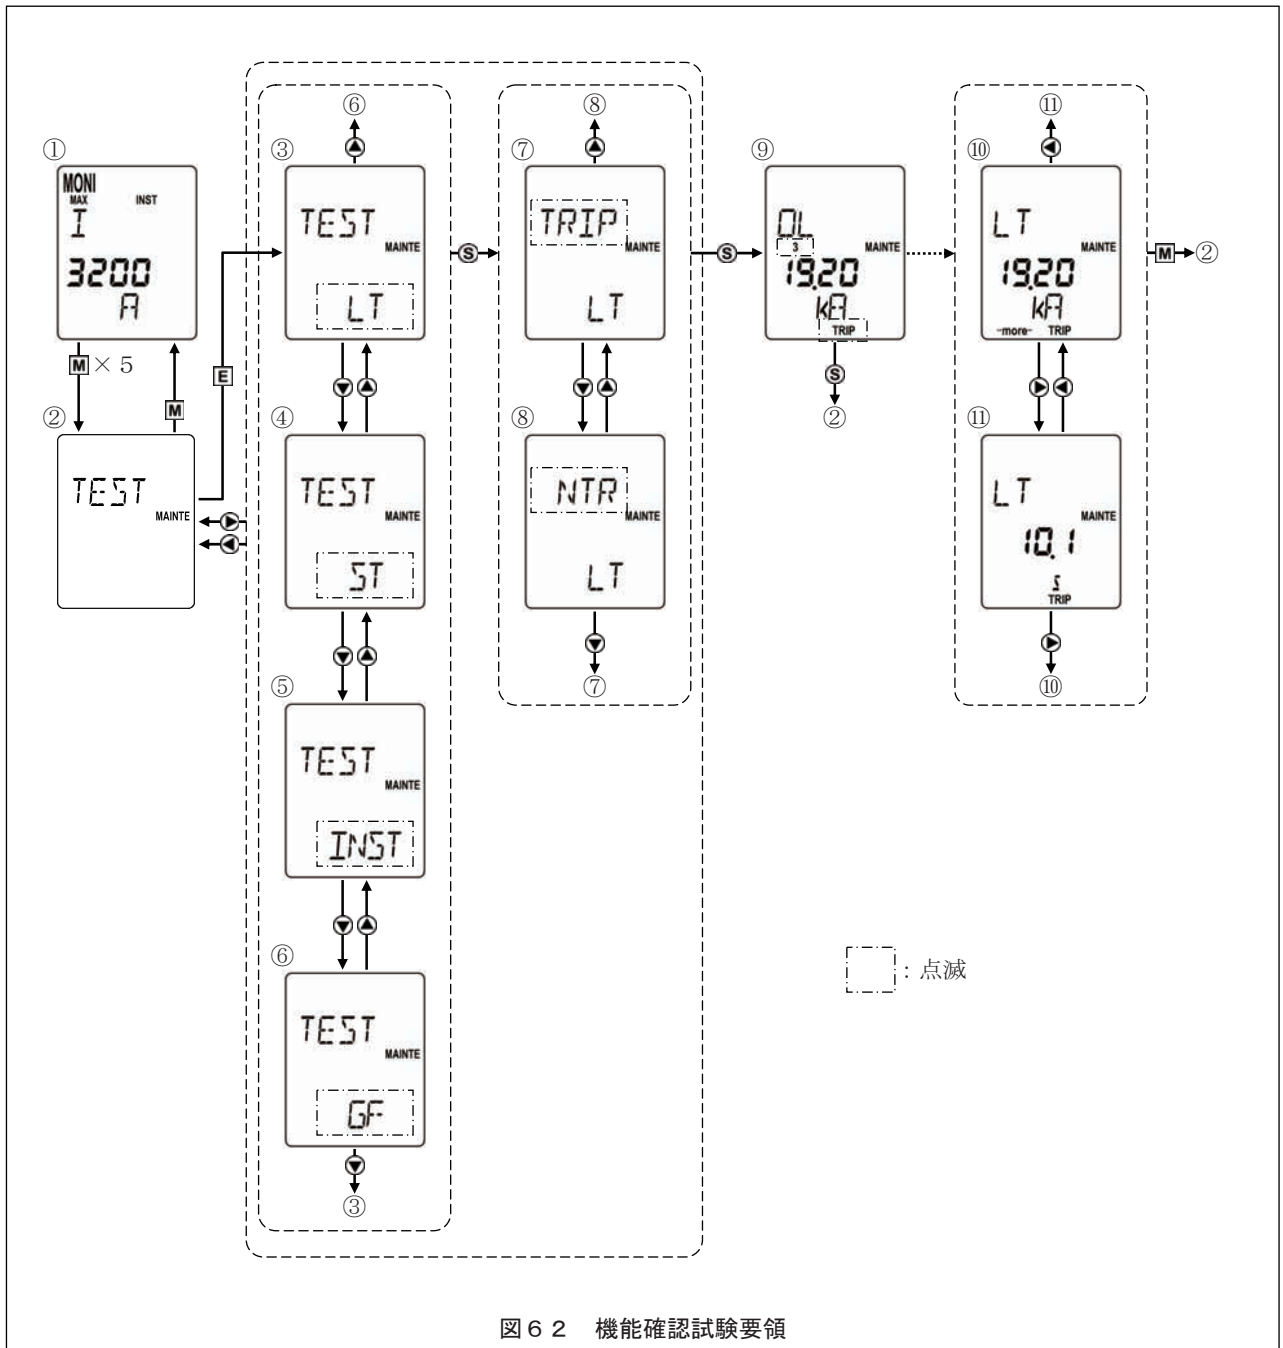 ①
MONI
MAX INST
I
3200
A
M × 5
M
②
TEST
MAINTE
E
⑥
③
TEST
MAINTE
LT
④
TEST
MAINTE
ST
⑤
TEST
MAINTE
INST
⑥
TEST
MAINTE
GF
③
S
⑧
⑦
TRIP
MAINTE
LT
⑧
NTR
MAINTE
LT
⑦
S
⑨
OL
3 MAINTE
19.20
kA
TRIP
S
②
⑪
⑩
LT
MAINTE
19.20
kA
-more- TRIP
⑪
LT
MAINTE
10.1
S
TRIP
⑩
M ②
：点滅
図６２ 機能確認試験要領